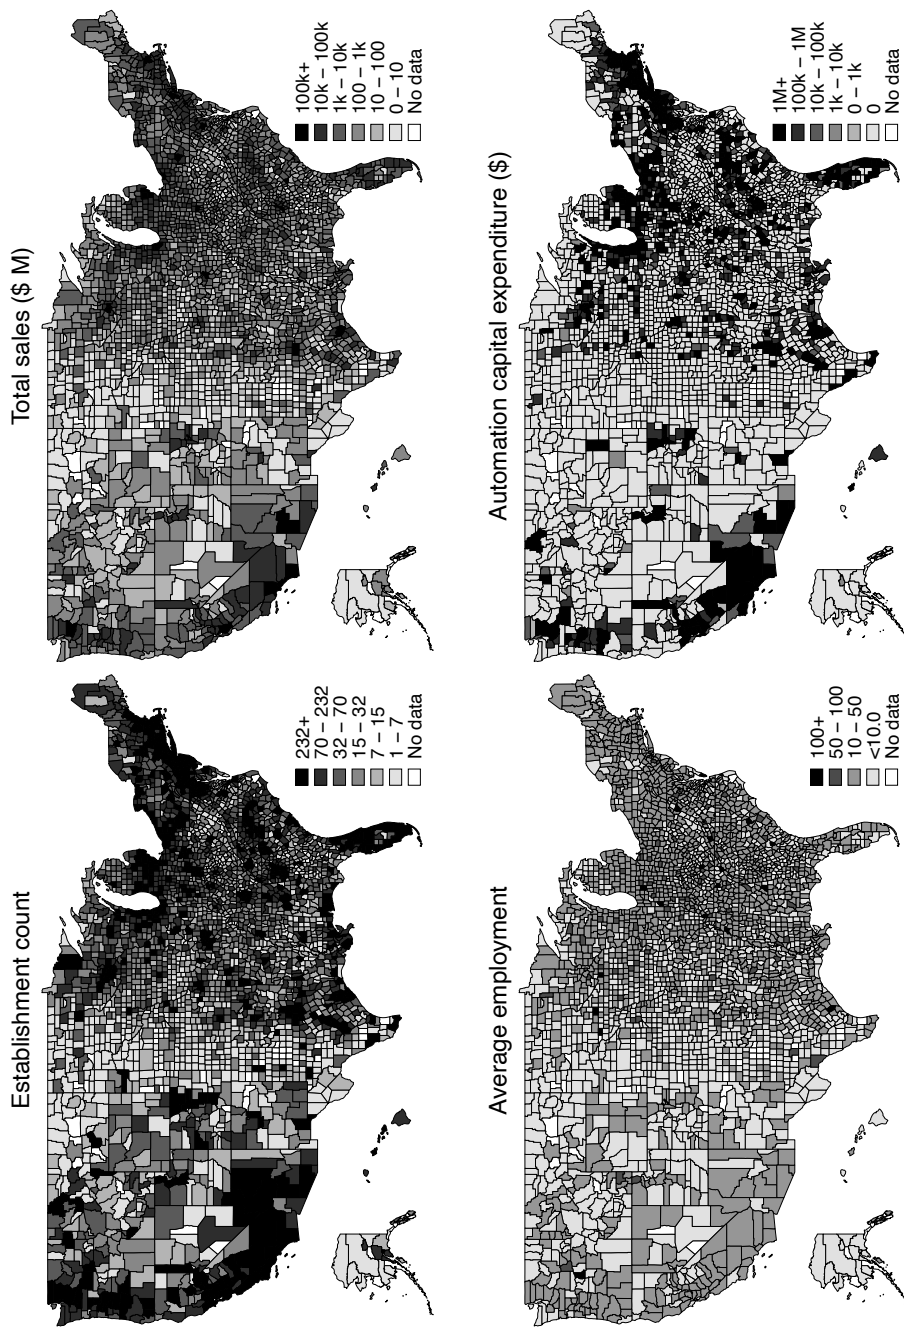 Establishment count
232+
70 – 232
32 – 70
15 – 32
7 – 15
1 – 7
No data
Total sales ($ M)
100k+
10k – 100k
1k – 10k
100 – 1k
10 – 100
0 – 10
No data
Average employment
100+
50 – 100
10 – 50
<10.0
No data
Automation capital expenditure ($)
1M+
100k – 1M
10k – 100k
1k – 10k
0 – 1k
0
No data